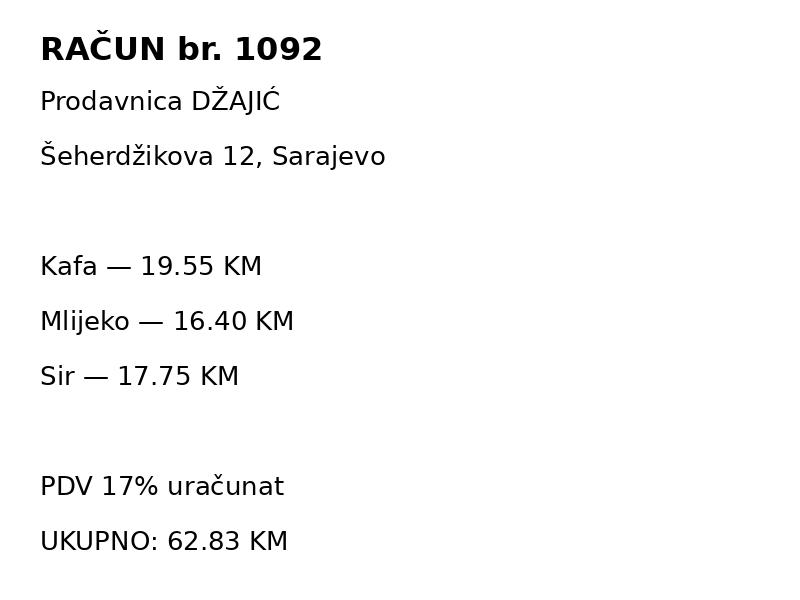 RAČUN br. 1092
Prodavnica DŽAJIĆ
Šeherdžikova 12, Sarajevo
Kafa — 19.55 KM
Mlijeko — 16.40 KM
Sir — 17.75 KM
PDV 17% uračunat
UKUPNO: 62.83 KM